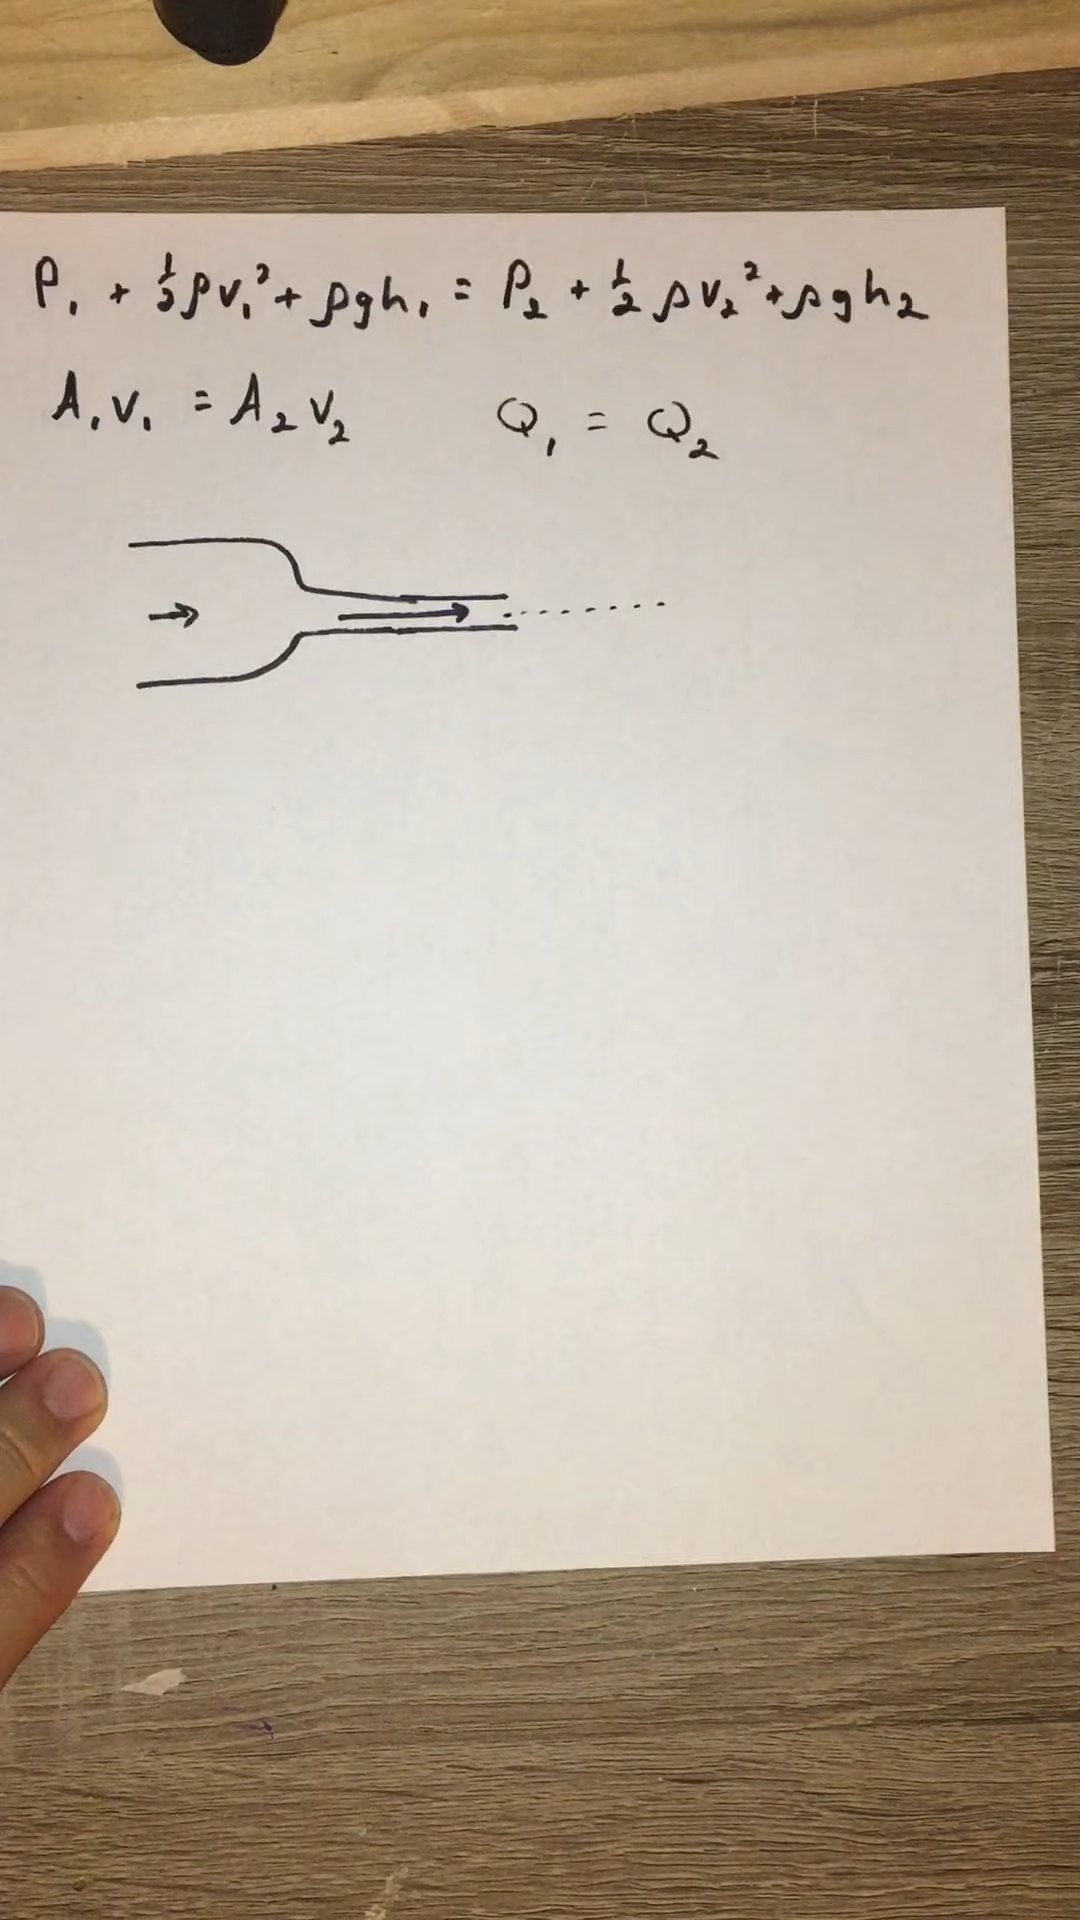 P₁ + ½ρv₁² + ρgh₁ = P₂ + ½ρv₂² + ρgh₂
A₁v₁ = A₂v₂ Q₁ = Q₂